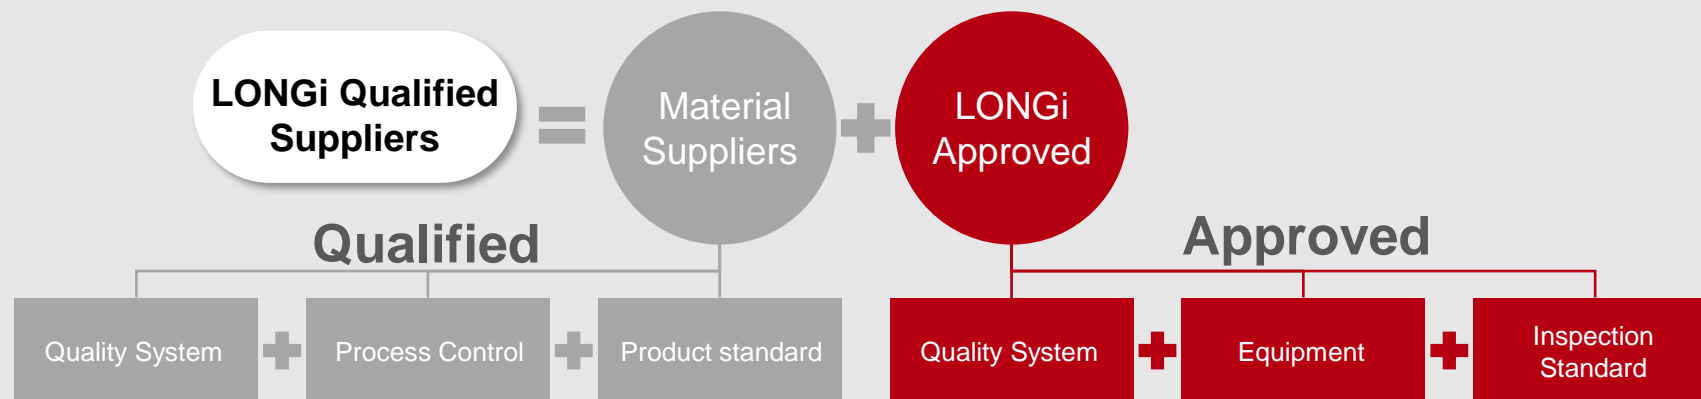 LONGi Qualified
Suppliers
Material
Suppliers
LONGi
Approved
Qualified
Approved
Quality System
Process Control
Product standard
Quality System
Equipment
Inspection
Standard